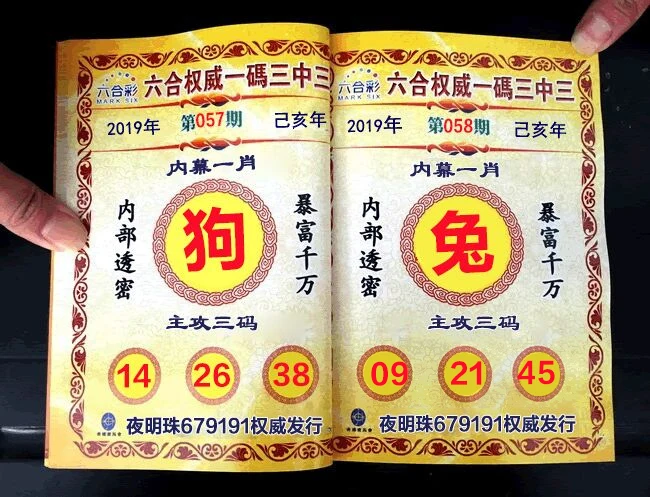 六合彩
MARK SIX
六合权威一碼三中三
2019年
第057期
己亥年
内幕一肖
内部透密
狗
暴富千万
主攻三码
14
26
38
夜明珠679191权威发行
六合彩
MARK SIX
六合权威一碼三中三
2019年
第058期
己亥年
内幕一肖
内部透密
兔
暴富千万
主攻三码
09
21
45
夜明珠679191权威发行